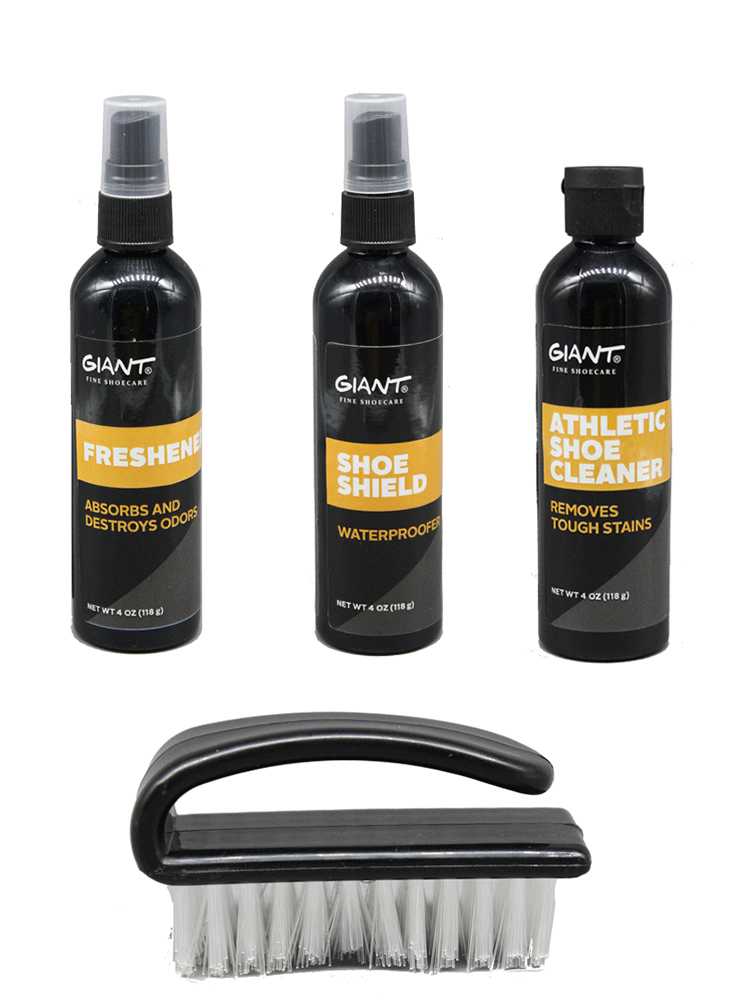 GIANT®
FINE SHOECARE
FRESHENE
ABSORBS AND
DESTROYS ODORS
NET WT 4 OZ (118 g)
GIANT®
FINE SHOECARE
SHOE
SHIELD
WATERPROOFER
NET WT 4 OZ (118 g)
GIANT®
FINE SHOECARE
ATHLETIC
SHOE
CLEANER
REMOVES
TOUGH STAINS
NET WT 4 OZ (118 g)